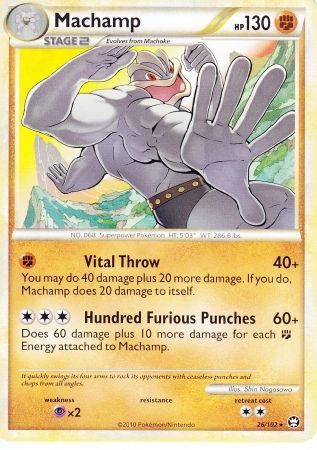 Machamp HP 130
STAGE 2 Evolves from Machoke
NO. 068 Superpower Pokémon HT: 5'03" WT: 286.6 lbs.
Vital Throw 40+
You may do 40 damage plus 20 more damage. If you do,
Machamp does 20 damage to itself.
Hundred Furious Punches 60+
Does 60 damage plus 10 more damage for each
Energy attached to Machamp.
It quickly swings its four arms to rock its opponents with ceaseless punches and
chops from all angles.
Illus. Shin Nagasawa
weakness resistance retreat cost
×2
©2010 Pokémon/Nintendo 26/102 ★